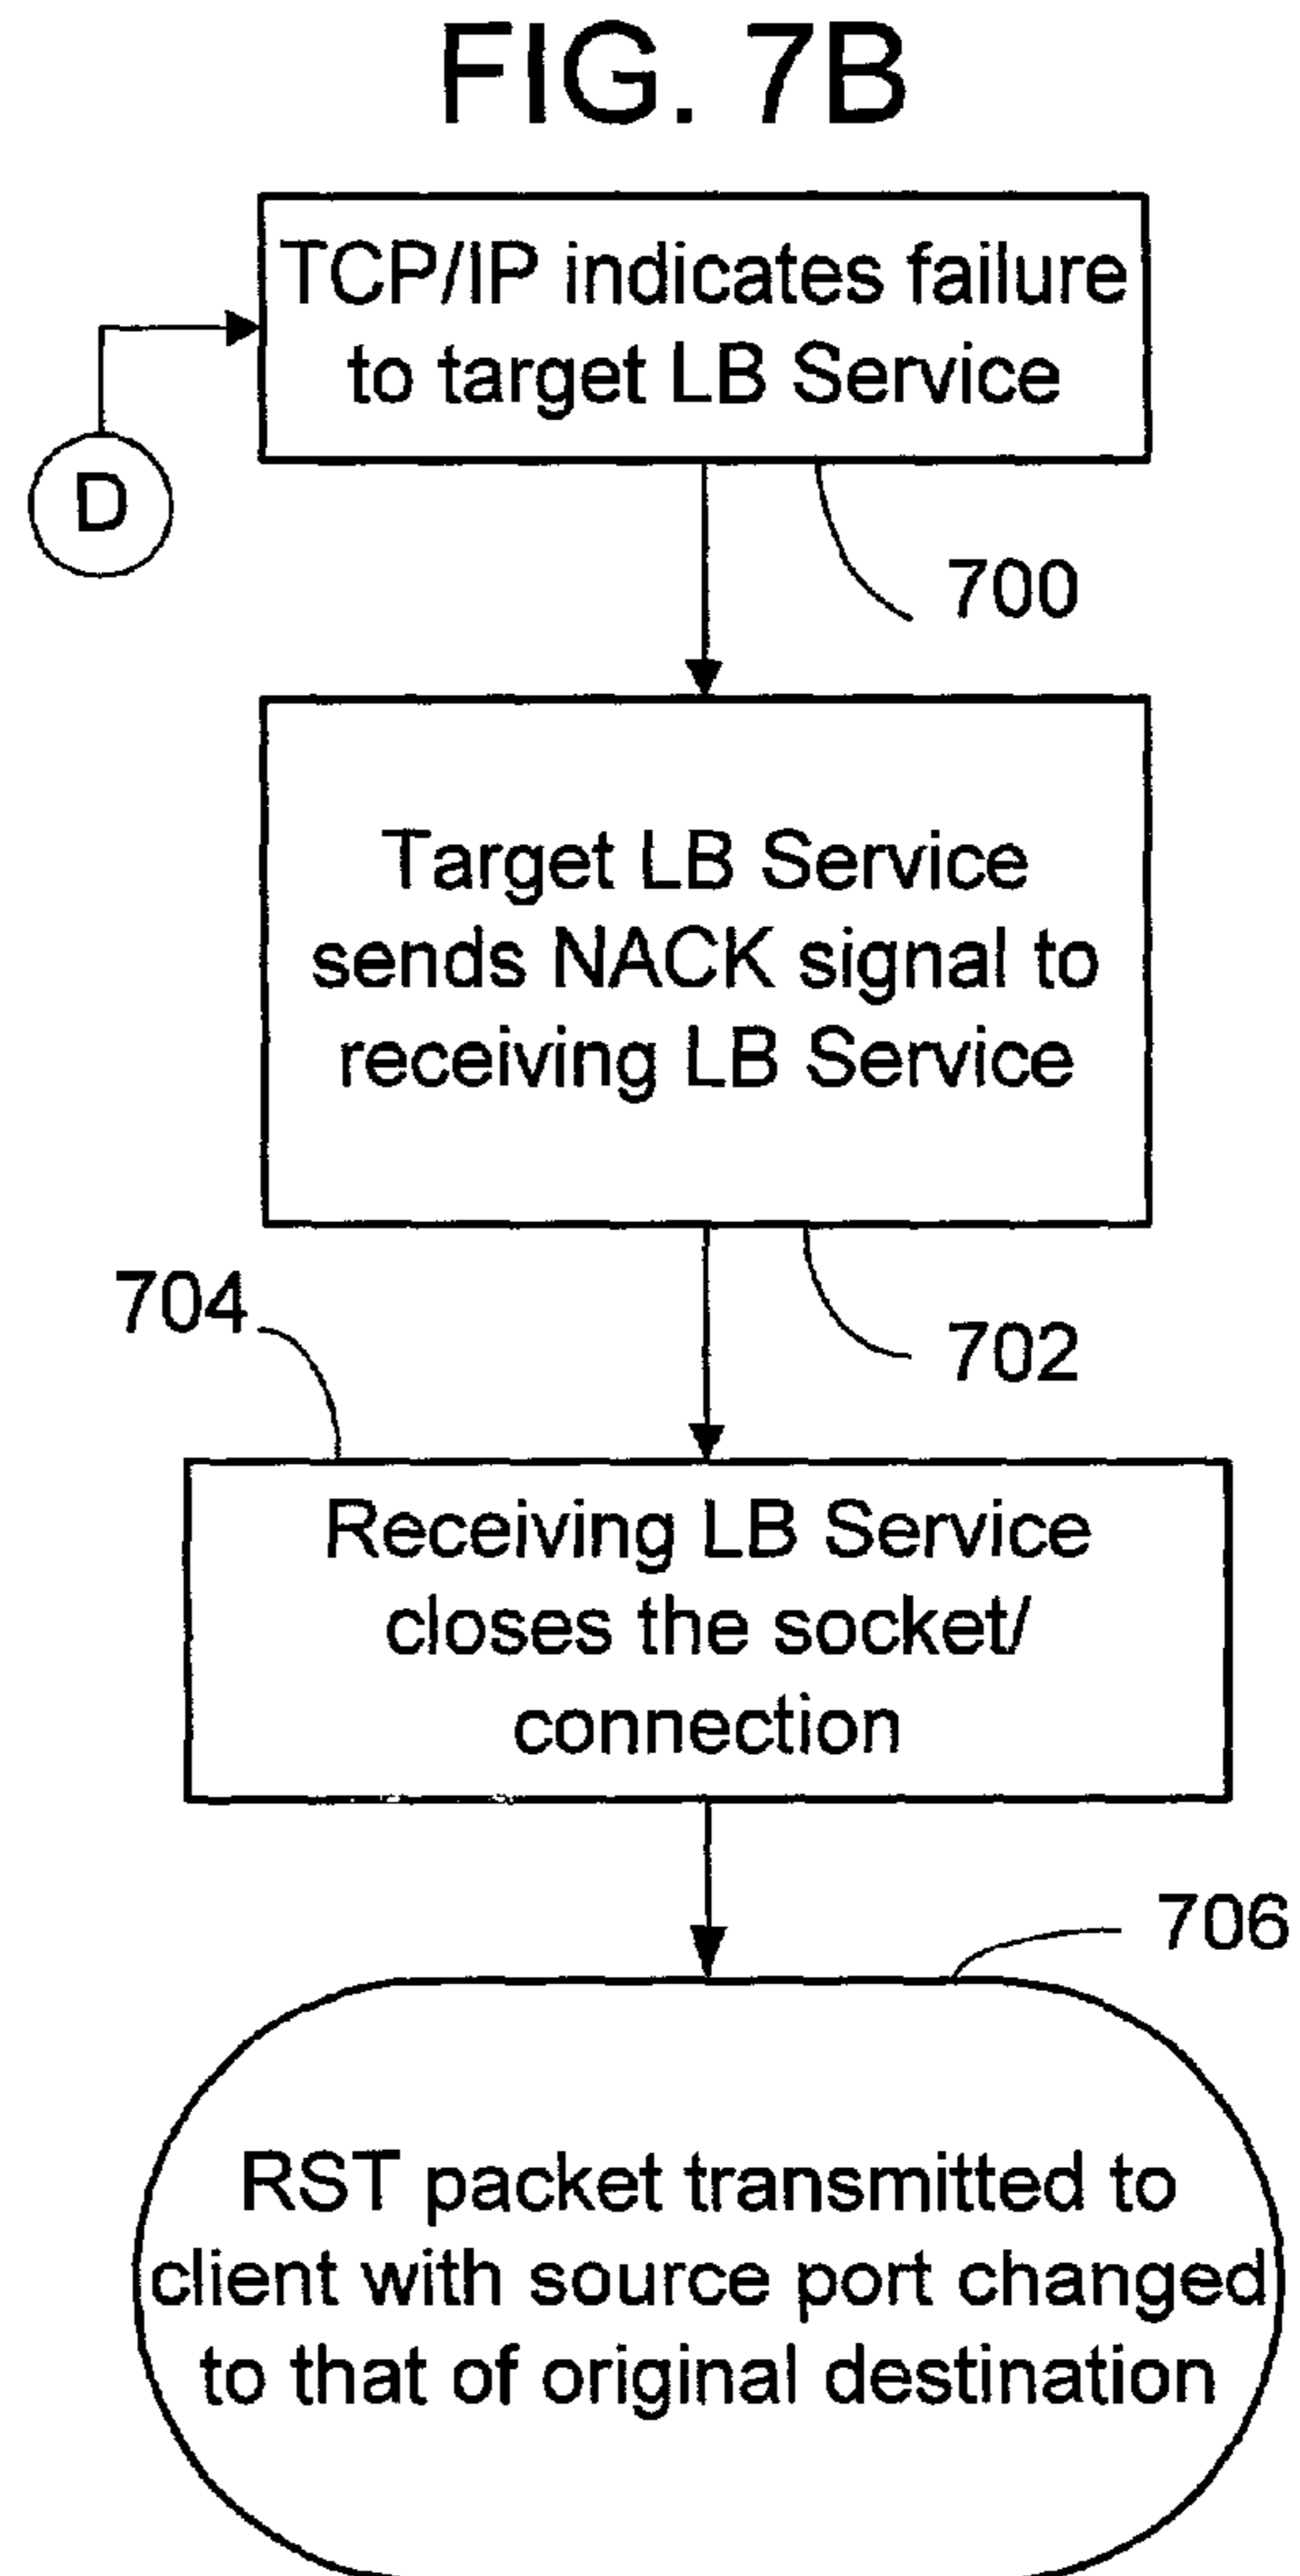 FIG. 7B
TCP/IP indicates failure
to target LB Service
D
700
Target LB Service
sends NACK signal to
receiving LB Service
704
702
Receiving LB Service
closes the socket/
connection
706
RST packet transmitted to
client with source port changed
to that of original destination